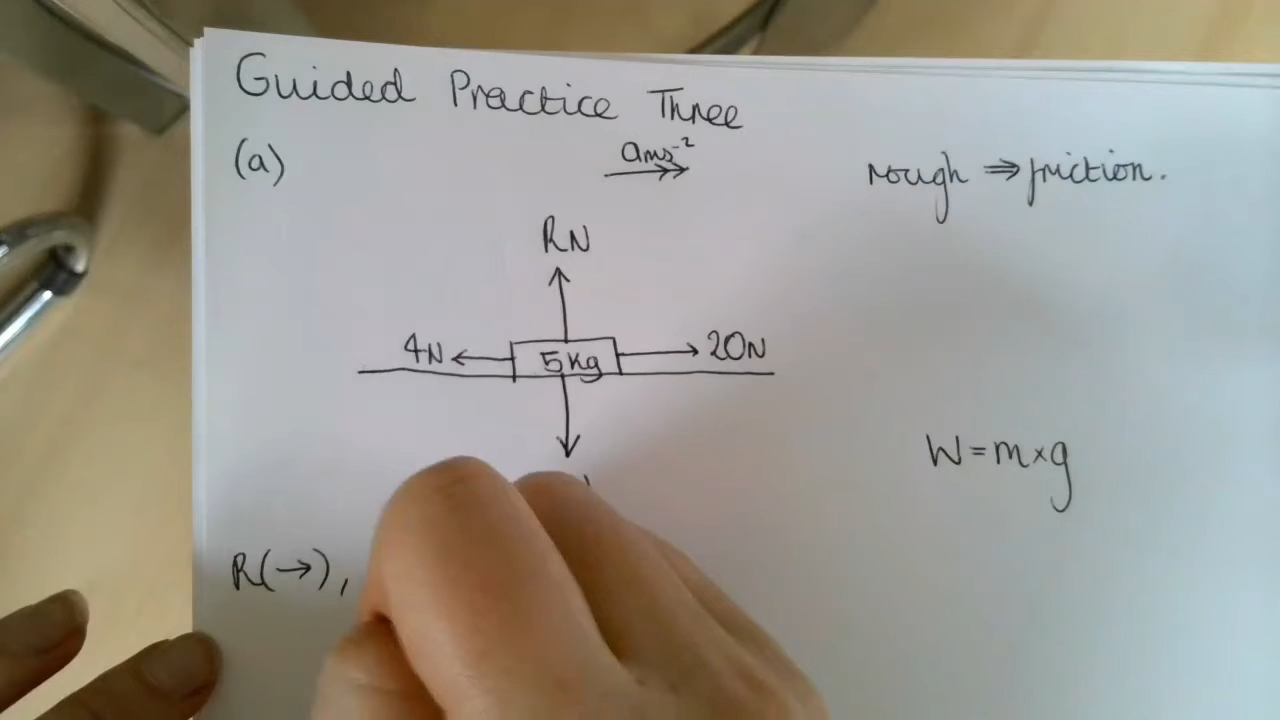 Guided Practice Three
(a)
ams⁻²
rough ⇒ friction.
RN
4N
5kg
20N
W=m×g
R(→),